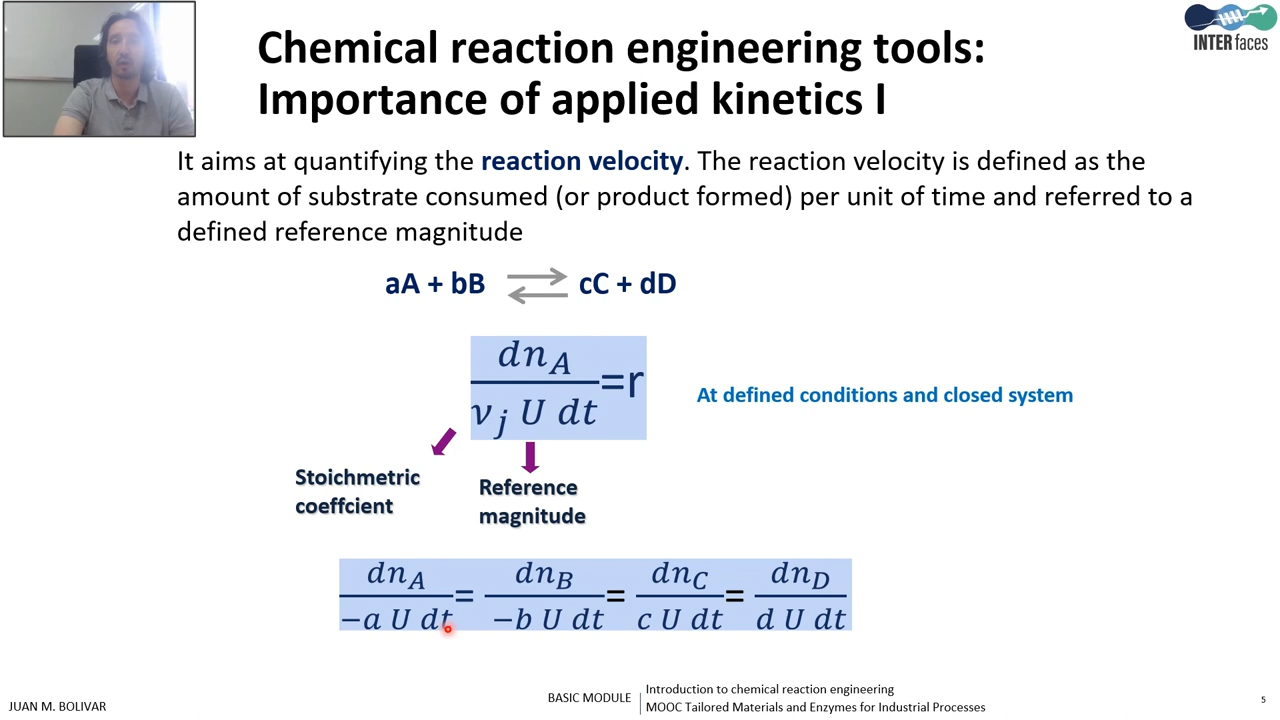 INTERfaces
Chemical reaction engineering tools:
Importance of applied kinetics I
It aims at quantifying the reaction velocity. The reaction velocity is defined as the
amount of substrate consumed (or product formed) per unit of time and referred to a
defined reference magnitude
aA + bB ⇌ cC + dD
dn_A / (ν_j U dt) =r
At defined conditions and closed system
Stoichmetric
coeffcient
Reference
magnitude
dn_A / (−a U dt) = dn_B / (−b U dt) = dn_C / (c U dt) = dn_D / (d U dt)
JUAN M. BOLIVAR
BASIC MODULE
Introduction to chemical reaction engineering
MOOC Tailored Materials and Enzymes for Industrial Processes
5